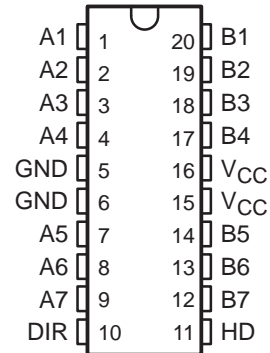 A1 1 20 B1
A2 2 19 B2
A3 3 18 B3
A4 4 17 B4
GND 5 16 VCC
GND 6 15 VCC
A5 7 14 B5
A6 8 13 B6
A7 9 12 B7
DIR 10 11 HD